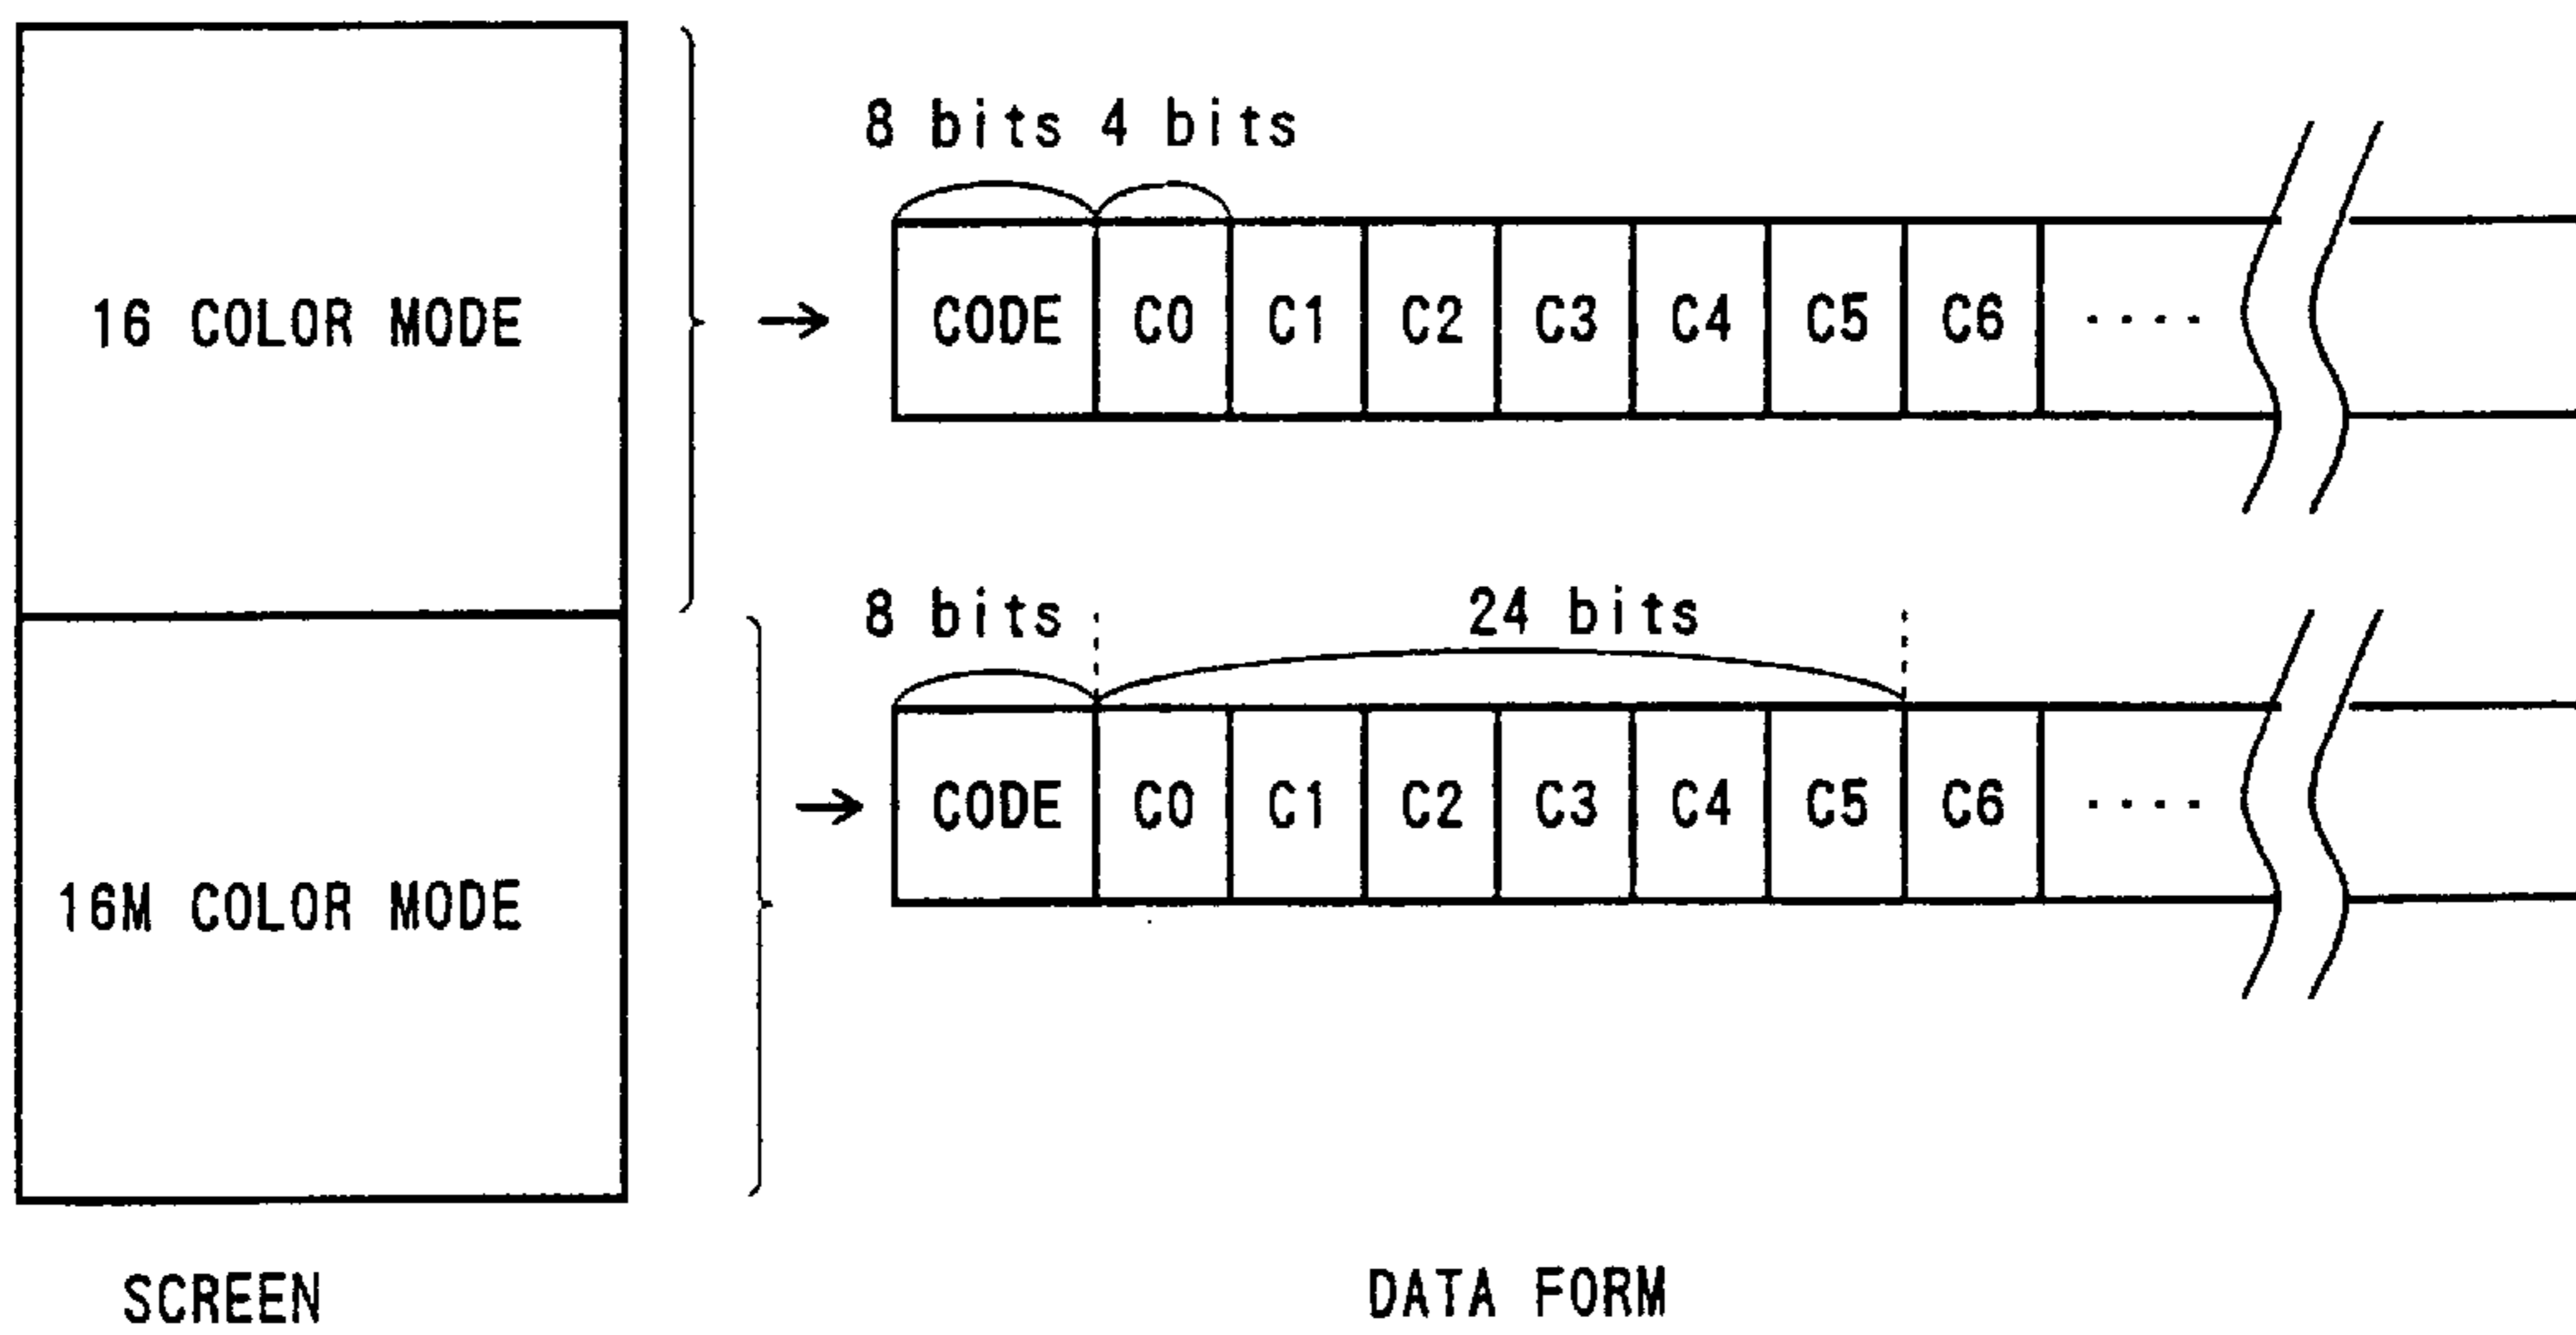 8 bits 4 bits
16 COLOR MODE
CODE C0 C1 C2 C3 C4 C5 C6 ....
8 bits 24 bits
16M COLOR MODE
CODE C0 C1 C2 C3 C4 C5 C6 ....
SCREEN
DATA FORM